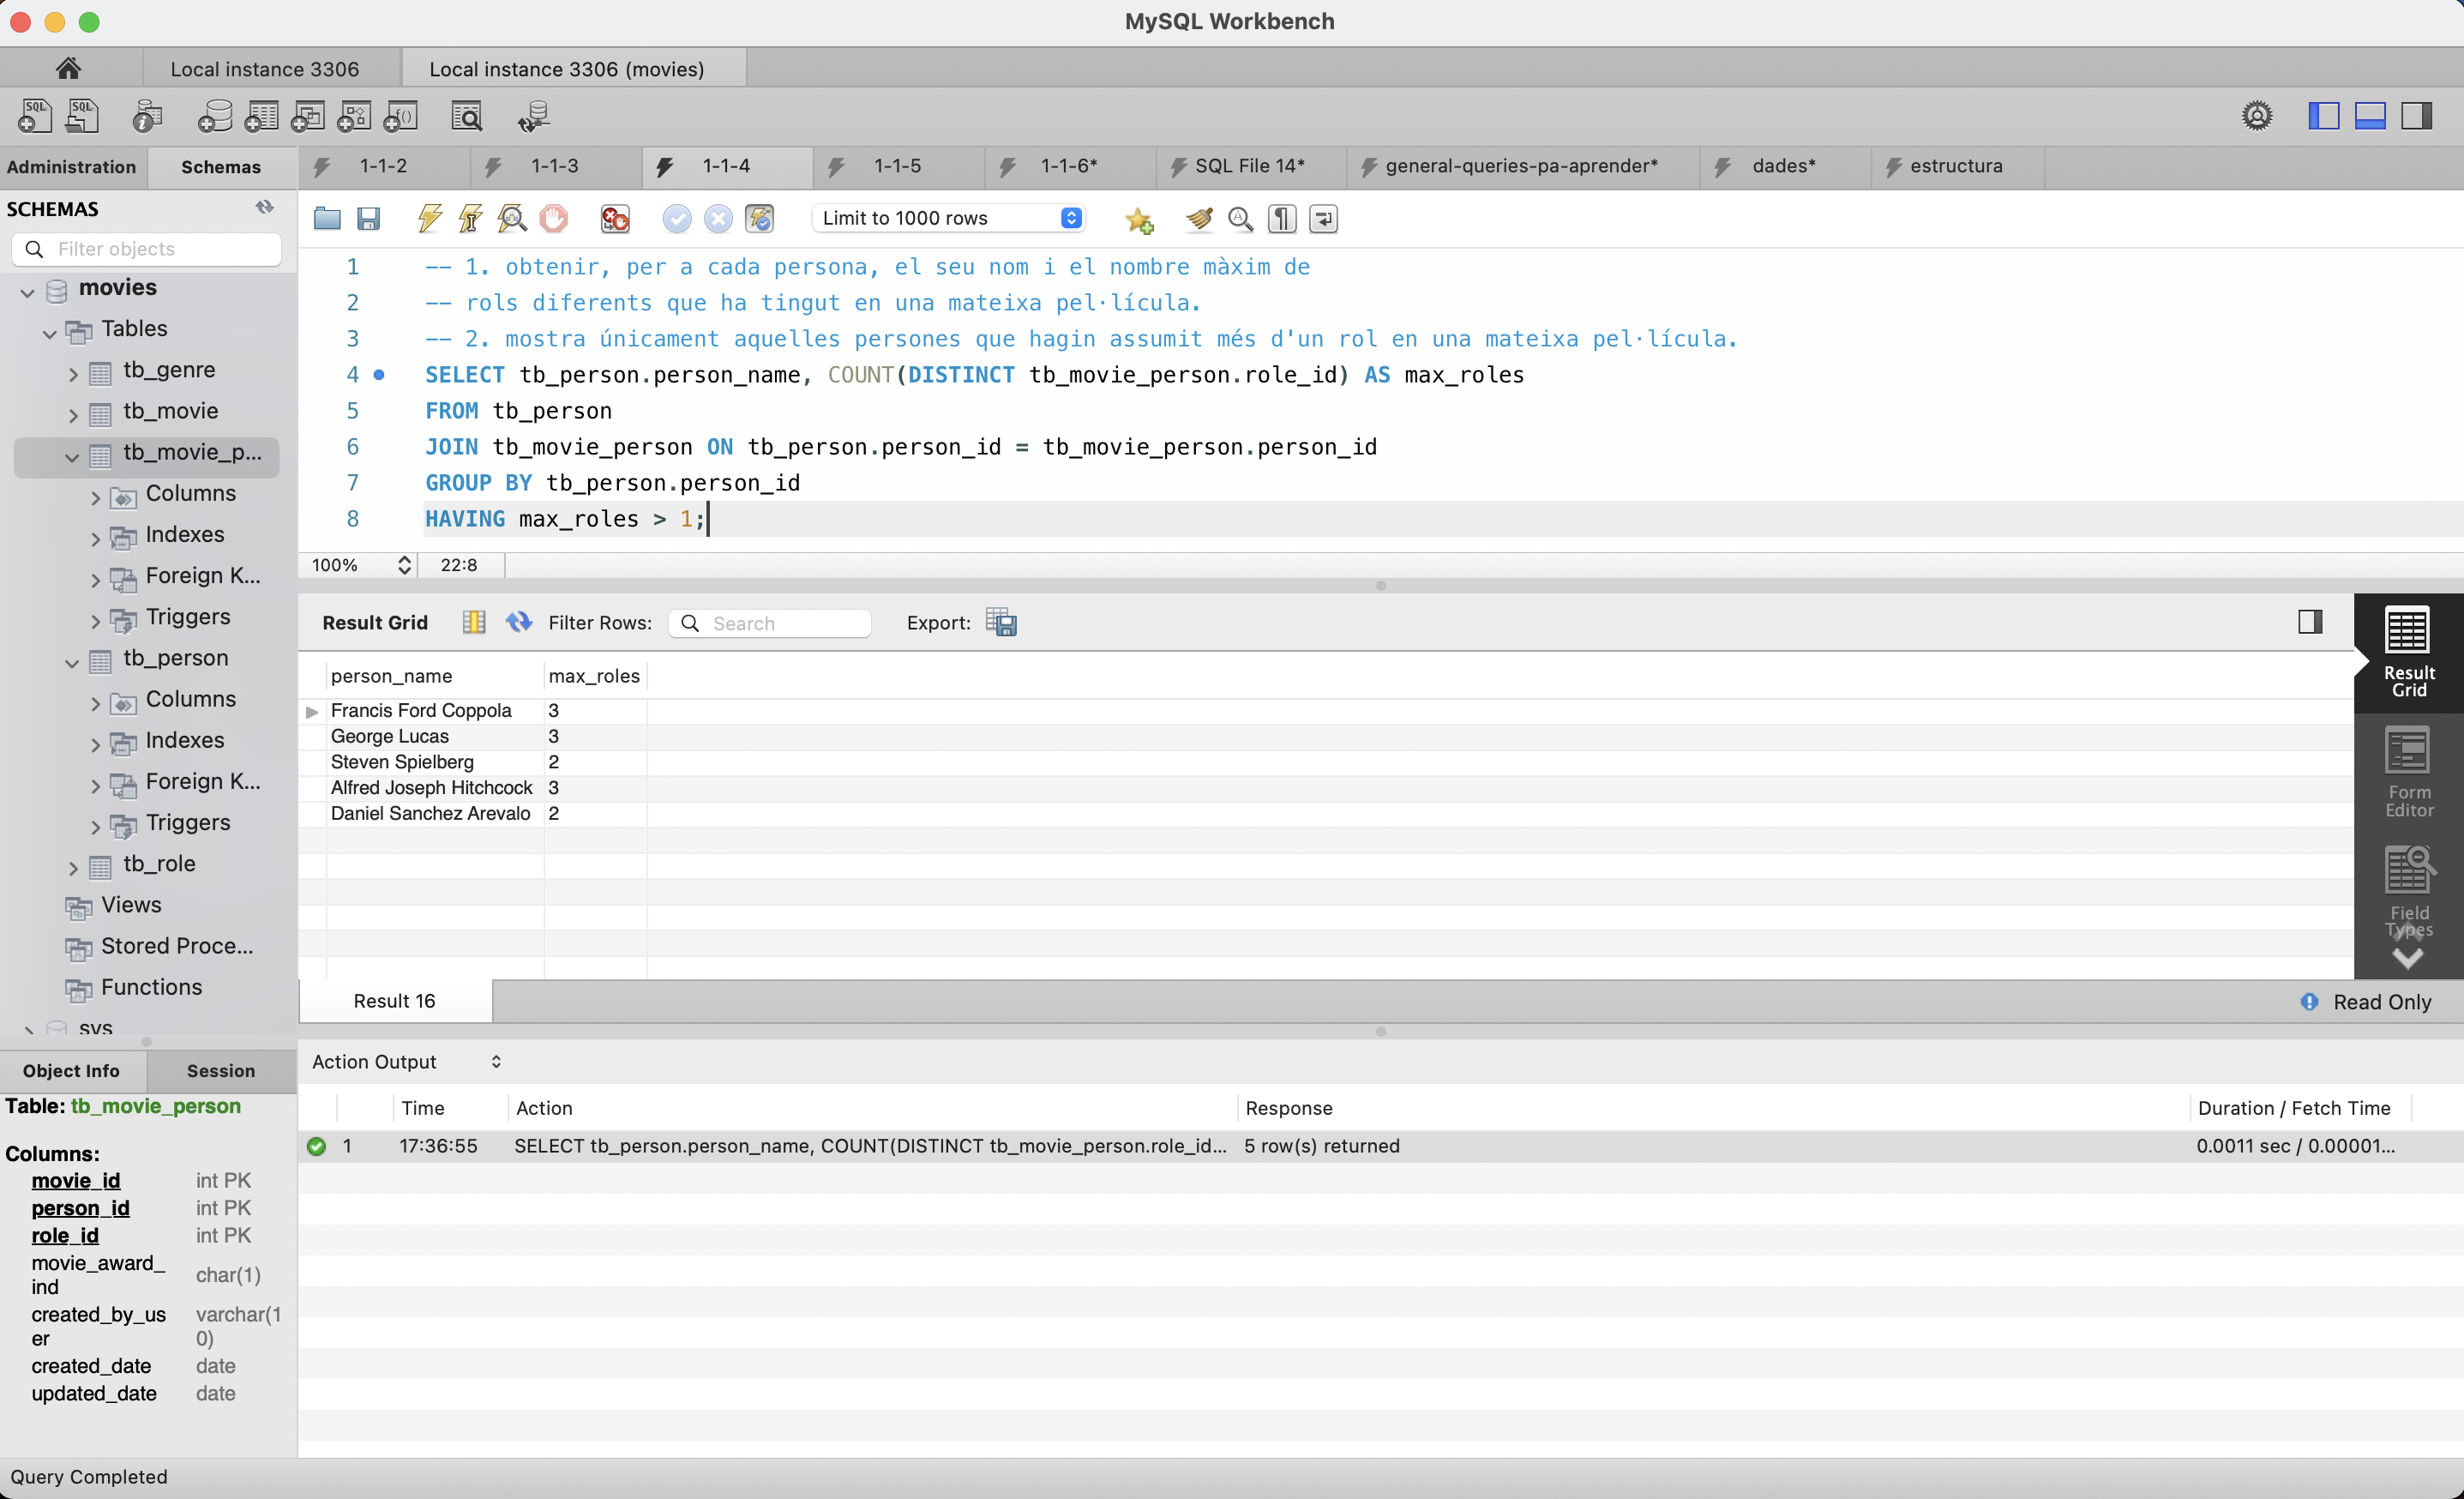 MySQL Workbench
Local instance 3306
Local instance 3306 (movies)
Administration
Schemas
1-1-2
1-1-3
1-1-4
1-1-5
1-1-6*
SQL File 14*
general-queries-pa-aprender*
dades*
estructura
SCHEMAS
Filter objects
movies
Tables
tb_genre
tb_movie
tb_movie_p...
Columns
Indexes
Foreign K...
Triggers
tb_person
Columns
Indexes
Foreign K...
Triggers
tb_role
Views
Stored Proce...
Functions
sys
Limit to 1000 rows
1 -- 1. obtenir, per a cada persona, el seu nom i el nombre màxim de
2 -- rols diferents que ha tingut en una mateixa pel·lícula.
3 -- 2. mostra únicament aquelles persones que hagin assumit més d'un rol en una mateixa pel·lícula.
4 SELECT tb_person.person_name, COUNT(DISTINCT tb_movie_person.role_id) AS max_roles
5 FROM tb_person
6 JOIN tb_movie_person ON tb_person.person_id = tb_movie_person.person_id
7 GROUP BY tb_person.person_id
8 HAVING max_roles > 1;
100% 22:8
Result Grid Filter Rows: Search Export:
person_name max_roles
Francis Ford Coppola 3
George Lucas 3
Steven Spielberg 2
Alfred Joseph Hitchcock 3
Daniel Sanchez Arevalo 2
Result
Grid
Form
Editor
Field
Types
Result 16
Read Only
Object Info
Session
Table: tb_movie_person
Columns:
movie_id int PK
person_id int PK
role_id int PK
movie_award_
ind char(1)
created_by_us varchar(1
er 0)
created_date date
updated_date date
Action Output
Time Action Response Duration / Fetch Time
1 17:36:55 SELECT tb_person.person_name, COUNT(DISTINCT tb_movie_person.role_id... 5 row(s) returned 0.0011 sec / 0.00001...
Query Completed